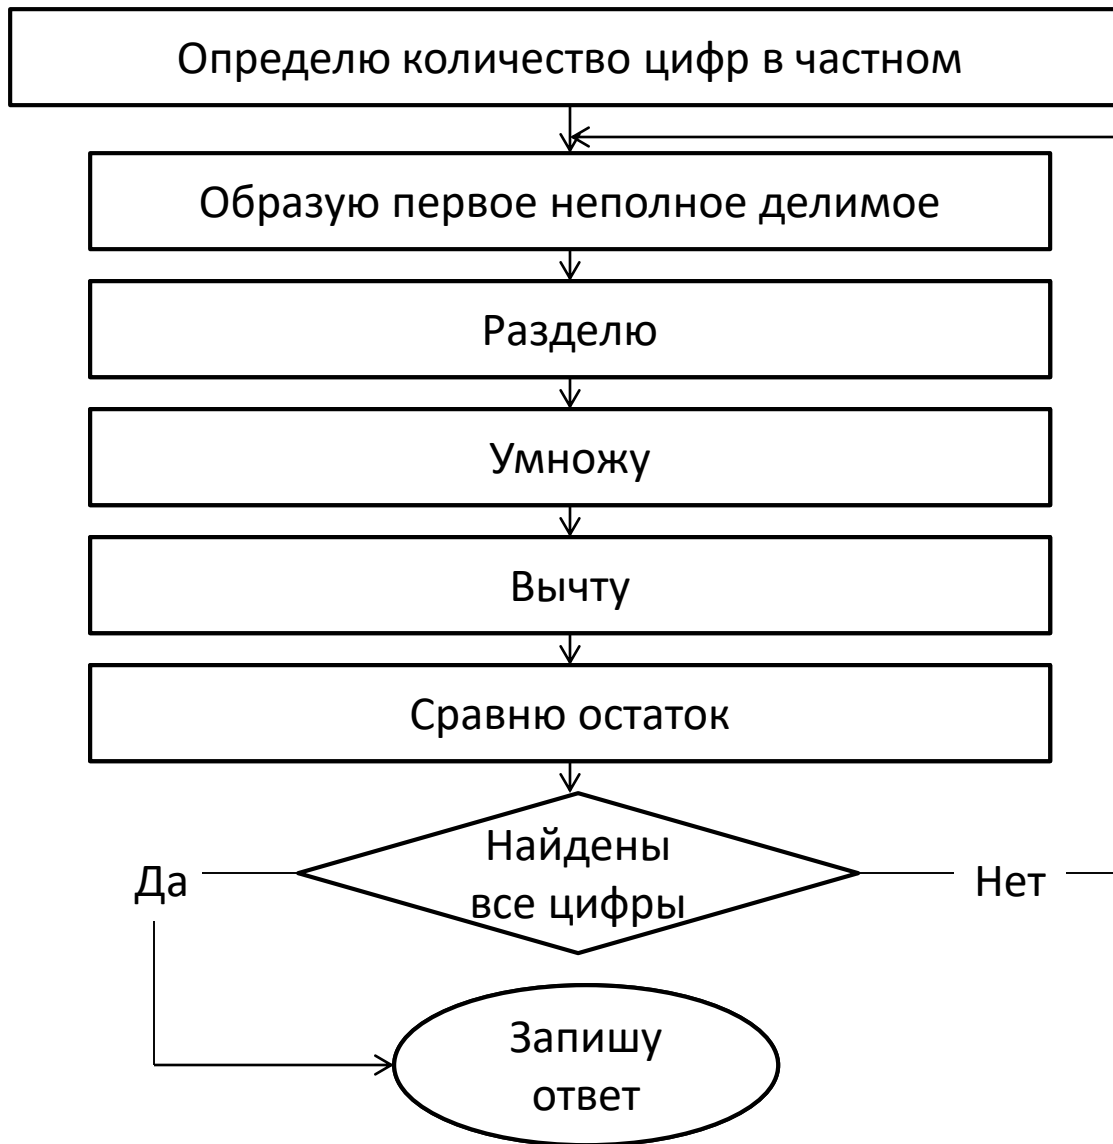 Определю количество цифр в частном
Образую первое неполное делимое
Разделю
Умножу
Вычту
Сравню остаток
Найдены
все цифры
Да
Нет
Запишу
ответ